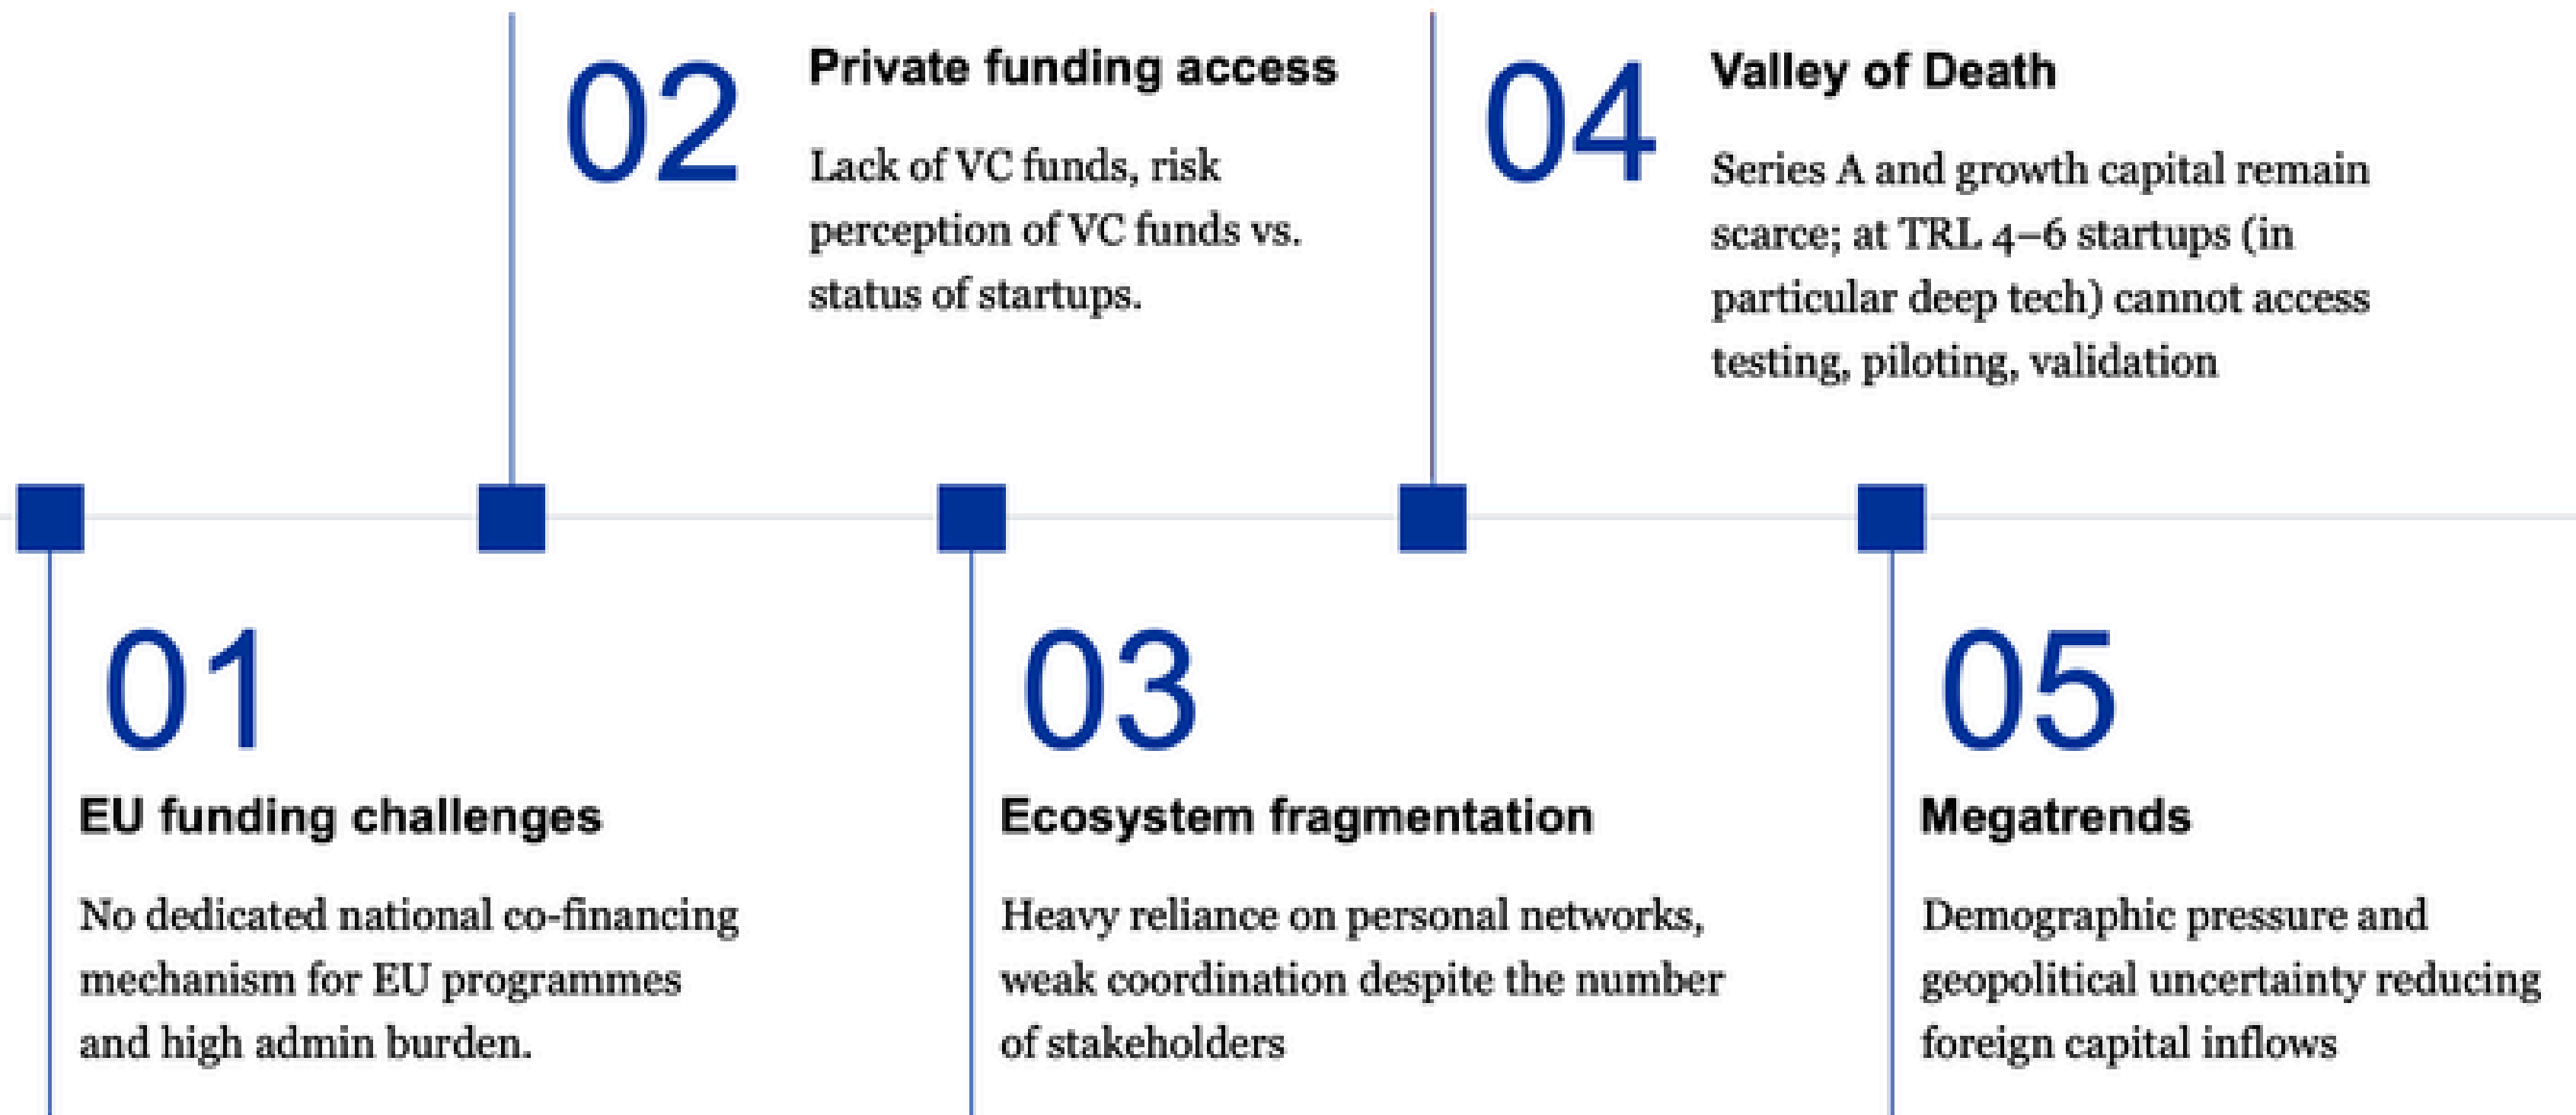 01
EU funding challenges
No dedicated national co-financing
mechanism for EU programmes
and high admin burden.
02
Private funding access
Lack of VC funds, risk
perception of VC funds vs.
status of startups.
03
Ecosystem fragmentation
Heavy reliance on personal networks,
weak coordination despite the number
of stakeholders
04
Valley of Death
Series A and growth capital remain
scarce; at TRL 4–6 startups (in
particular deep tech) cannot access
testing, piloting, validation
05
Megatrends
Demographic pressure and
geopolitical uncertainty reducing
foreign capital inflows